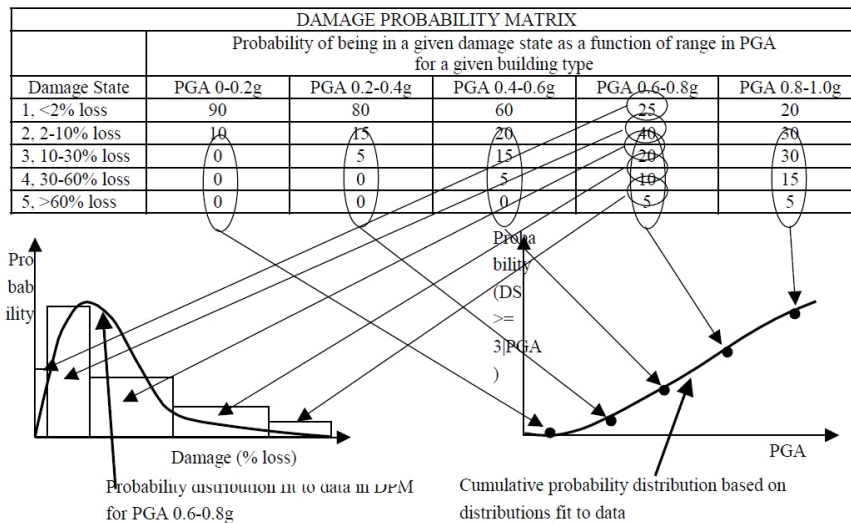 DAMAGE PROBABILITY MATRIX
Probability of being in a given damage state as a function of range in PGA
for a given building type
Damage State PGA 0-0.2g PGA 0.2-0.4g PGA 0.4-0.6g PGA 0.6-0.8g PGA 0.8-1.0g
1, <2% loss 90 80 60 25 20
2, 2-10% loss 10 15 20 40 30
3, 10-30% loss 0 5 15 20 30
4, 30-60% loss 0 0 5 10 15
5, >60% loss 0 0 0 5 5
Pro
bab
ility
Damage (% loss)
Probability distribution fit to data in DPM
for PGA 0.6-0.8g
Proba
bility
(DS
>=
3|PGA
)
PGA
Cumulative probability distribution based on
distributions fit to data